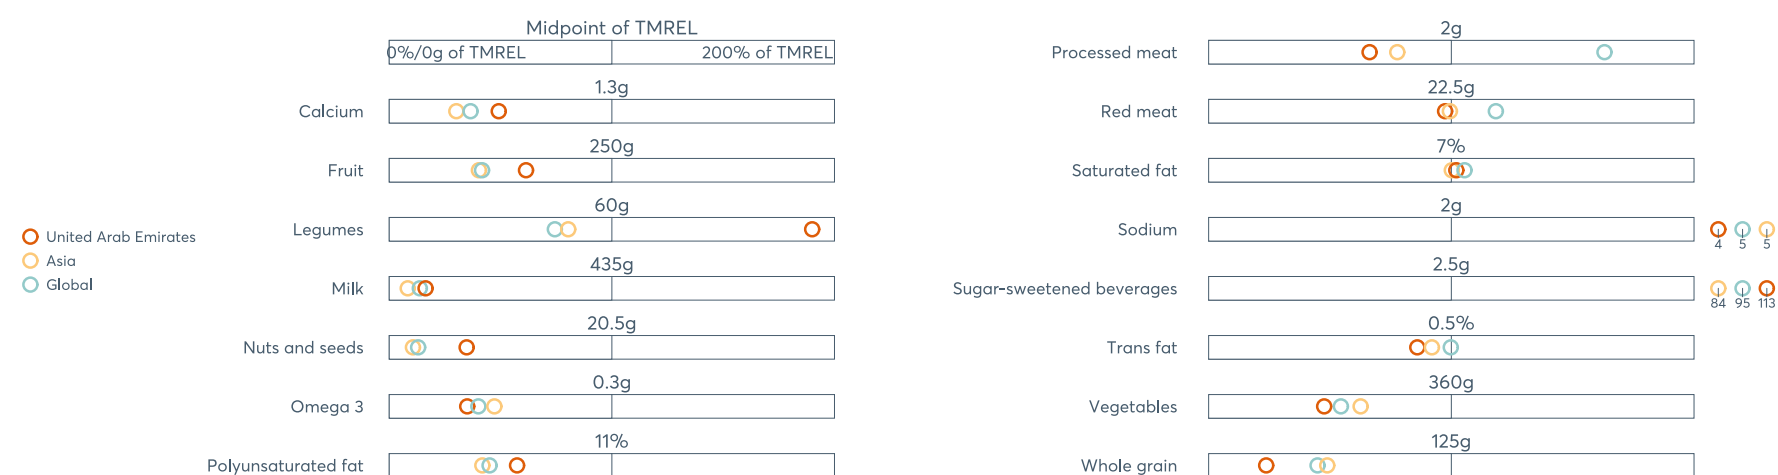 Midpoint of TMREL
0%/0g of TMREL 200% of TMREL
1.3g
Calcium
250g
Fruit
60g
Legumes
435g
Milk
20.5g
Nuts and seeds
0.3g
Omega 3
11%
Polyunsaturated fat
United Arab Emirates
Asia
Global
2g
Processed meat
22.5g
Red meat
7%
Saturated fat
2g
Sodium
4 5 5
2.5g
Sugar-sweetened beverages
84 95 113
0.5%
Trans fat
360g
Vegetables
125g
Whole grain